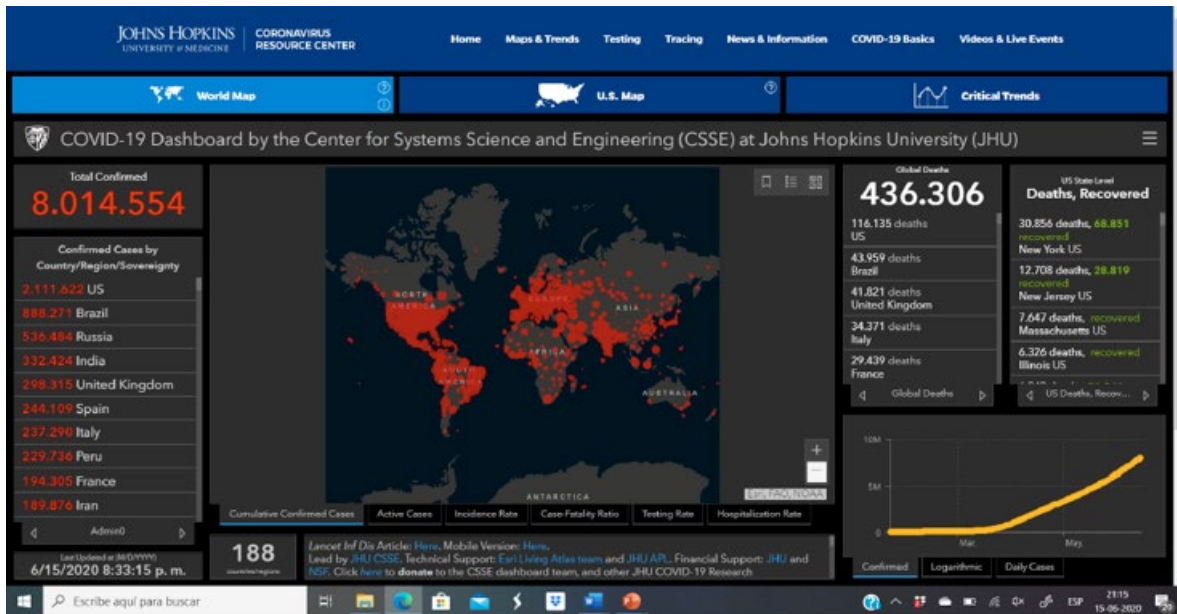 JOHNS HOPKINS
UNIVERSITY & MEDICINE
CORONAVIRUS
RESOURCE CENTER
Home Maps & Trends Testing Tracing News & Information COVID-19 Basics Videos & Live Events
World Map
U.S. Map
Critical Trends
COVID-19 Dashboard by the Center for Systems Science and Engineering (CSSE) at Johns Hopkins University (JHU)
Total Confirmed
8.014.554
Confirmed Cases by
Country/Region/Sovereignty
2.111.622 US
888.271 Brazil
536.484 Russia
332.424 India
298.315 United Kingdom
244.109 Spain
237.290 Italy
229.736 Peru
194.305 France
189.876 Iran
Admin0
Last Updated at (M/D/YYYY)
6/15/2020 8:33:15 p. m.
NORTH
AMERICA
EUROPE
ASIA
AFRICA
SOUTH
AMERICA
AUSTRALIA
ANTARCTICA
+
−
Esri, FAO, NOAA
Cumulative Confirmed Cases Active Cases Incidence Rate Case-Fatality Ratio Testing Rate Hospitalization Rate
188
countries/regions
Lancet Inf Dis Article: Here. Mobile Version: Here.
Lead by JHU CSSE. Technical Support: Esri Living Atlas team and JHU APL. Financial Support: JHU and
NSF. Click here to donate to the CSSE dashboard team, and other JHU COVID-19 Research
Global Deaths
436.306
116.135 deaths
US
43.959 deaths
Brazil
41.821 deaths
United Kingdom
34.371 deaths
Italy
29.439 deaths
France
Global Deaths
US State Level
Deaths, Recovered
30.856 deaths, 68.851
recovered
New York US
12.708 deaths, 28.819
recovered
New Jersey US
7.647 deaths, recovered
Massachusetts US
6.326 deaths, recovered
Illinois US
US Deaths, Recov...
10M
5M
0
Mar. May.
Confirmed Logarithmic Daily Cases
Escribe aquí para buscar
ESP
21:15
15-06-2020